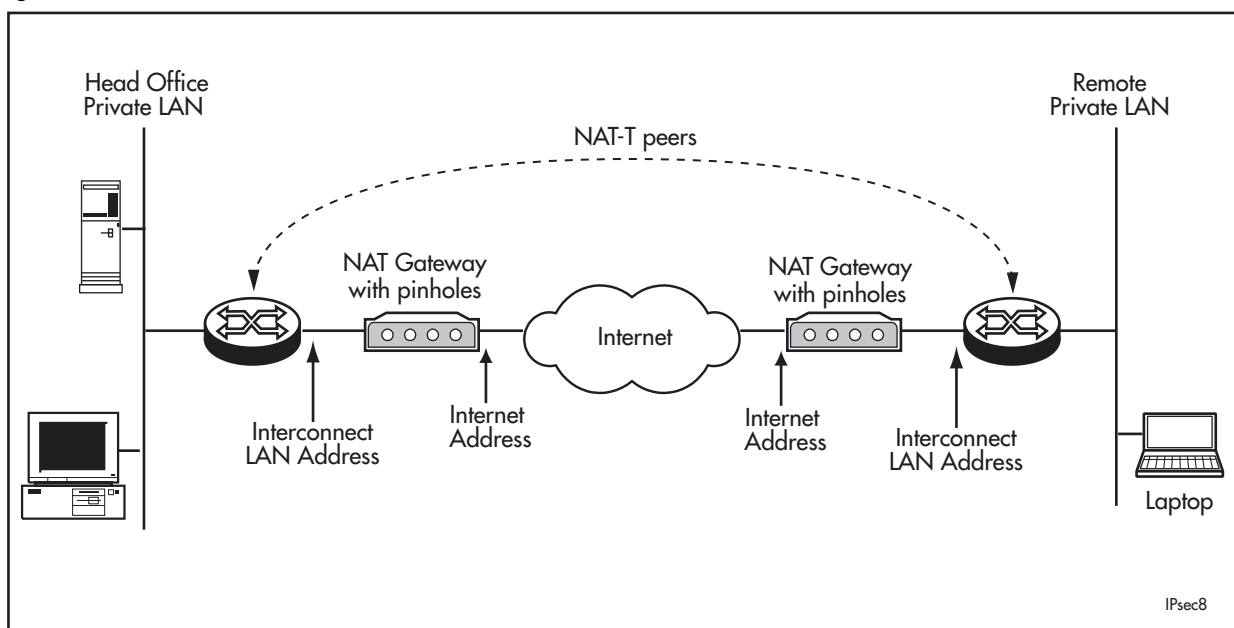 Head Office
Private LAN
Remote
Private LAN
NAT-T peers
NAT Gateway
with pinholes
NAT Gateway
with pinholes
Internet
Interconnect
LAN Address
Internet
Address
Internet
Address
Interconnect
LAN Address
Laptop
IPsec8